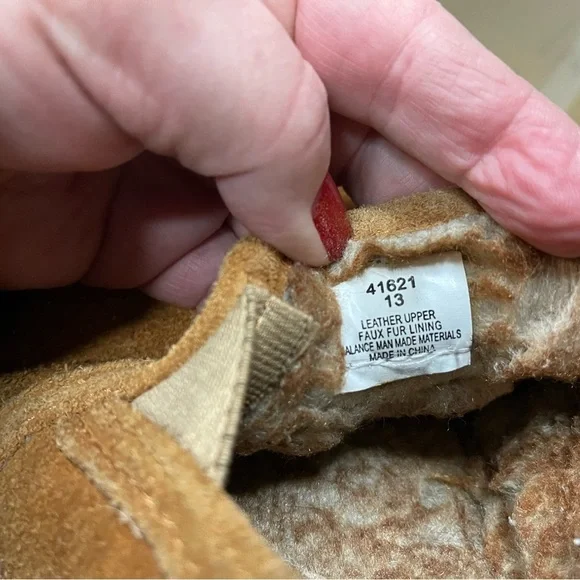 41621
13
LEATHER UPPER
FAUX FUR LINING
ALANCE MAN MADE MATERIALS
MADE IN CHINA